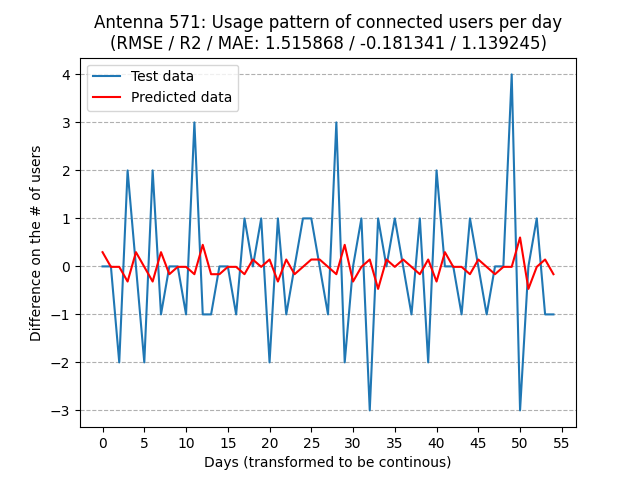 Antenna 571: Usage pattern of connected users per day
(RMSE / R2 / MAE: 1.515868 / -0.181341 / 1.139245)
Test data
Predicted data
4
3
2
1
0
−1
−2
−3
Difference on the # of users
0 5 10 15 20 25 30 35 40 45 50 55
Days (transformed to be continous)